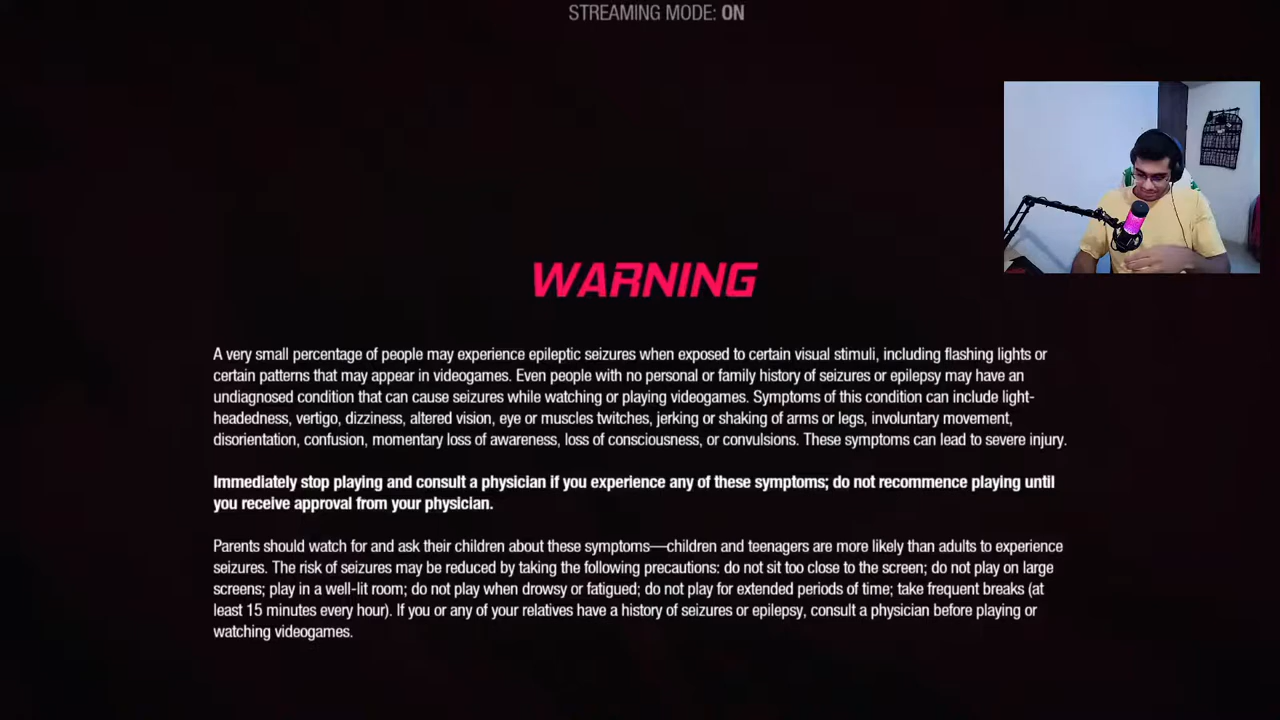 STREAMING MODE: ON
WARNING
A very small percentage of people may experience epileptic seizures when exposed to certain visual stimuli, including flashing lights or
certain patterns that may appear in videogames. Even people with no personal or family history of seizures or epilepsy may have an
undiagnosed condition that can cause seizures while watching or playing videogames. Symptoms of this condition can include light-
headedness, vertigo, dizziness, altered vision, eye or muscles twitches, jerking or shaking of arms or legs, involuntary movement,
disorientation, confusion, momentary loss of awareness, loss of consciousness, or convulsions. These symptoms can lead to severe injury.
Immediately stop playing and consult a physician if you experience any of these symptoms; do not recommence playing until
you receive approval from your physician.
Parents should watch for and ask their children about these symptoms—children and teenagers are more likely than adults to experience
seizures. The risk of seizures may be reduced by taking the following precautions: do not sit too close to the screen; do not play on large
screens; play in a well-lit room; do not play when drowsy or fatigued; do not play for extended periods of time; take frequent breaks (at
least 15 minutes every hour). If you or any of your relatives have a history of seizures or epilepsy, consult a physician before playing or
watching videogames.